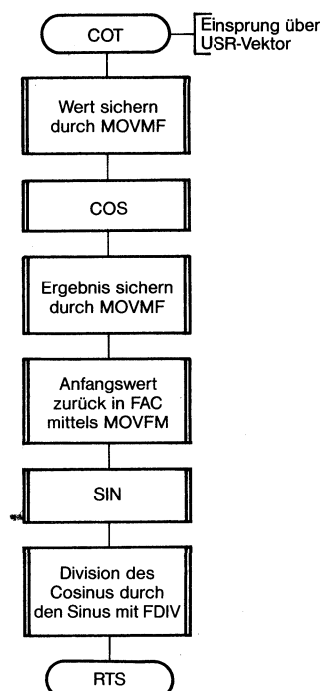 COT
Einsprung über
USR-Vektor
Wert sichern
durch MOVMF
COS
Ergebnis sichern
durch MOVMF
Anfangswert
zurück in FAC
mittels MOVFM
SIN
Division des
Cosinus durch
den Sinus mit FDIV
RTS